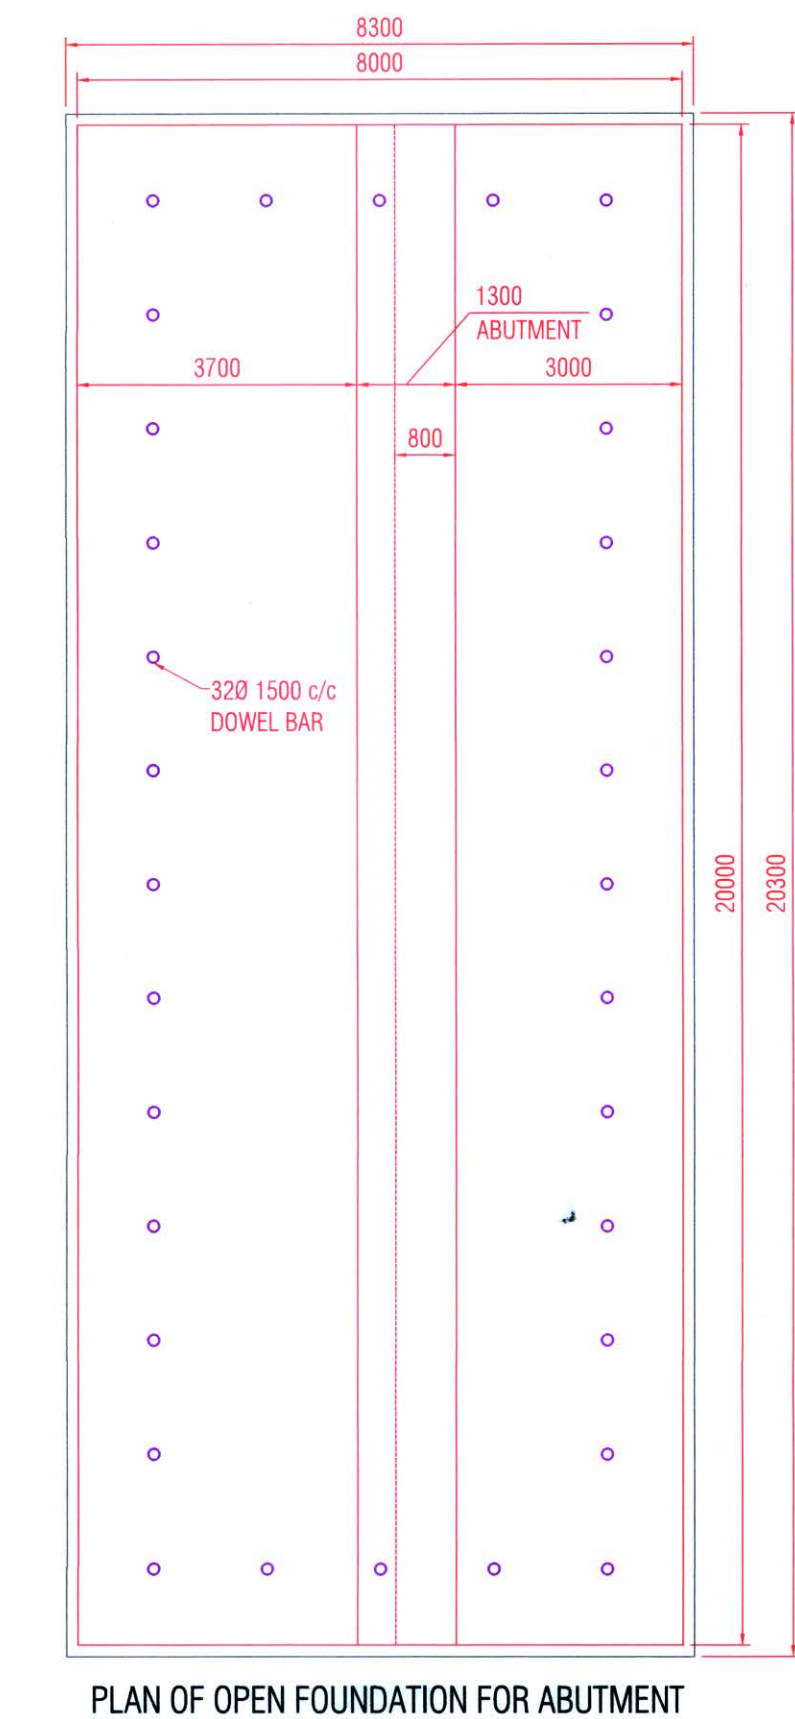 8300
8000
1300
ABUTMENT
3700
3000
800
32Ø 1500 c/c
DOWEL BAR
20000
20300
PLAN OF OPEN FOUNDATION FOR ABUTMENT